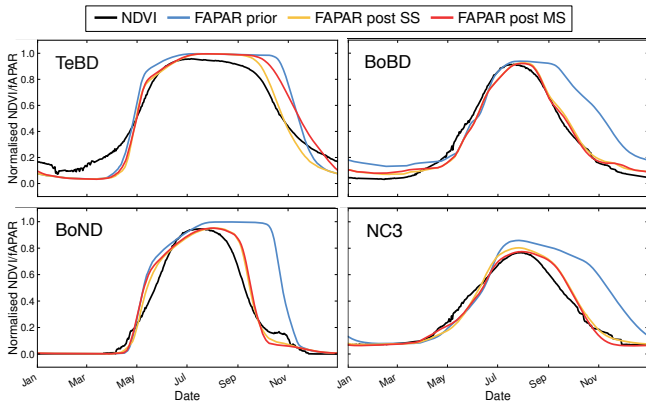 NDVI FAPAR prior FAPAR post SS FAPAR post MS
TeBD
BoBD
Normalised NDVI/fAPAR
1.0
0.8
0.6
0.4
0.2
0.0
BoND
NC3
Normalised NDVI/fAPAR
1.0
0.8
0.6
0.4
0.2
0.0
Jan Mar May Jul Sep Nov
Jan Mar May Jul Sep Nov
Date
Date